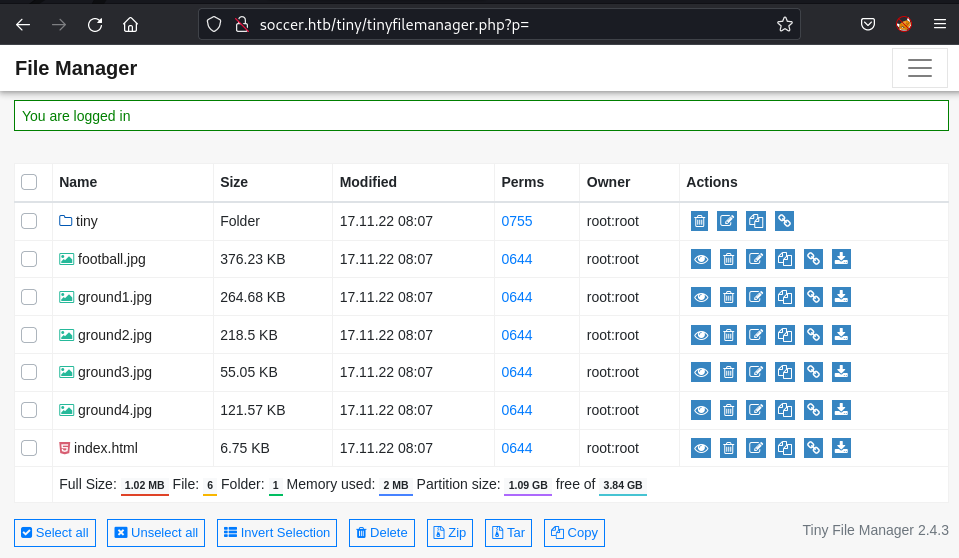 soccer.htb/tiny/tinyfilemanager.php?p=
File Manager
You are logged in
Name Size Modified Perms Owner Actions
tiny Folder 17.11.22 08:07 0755 root:root
football.jpg 376.23 KB 17.11.22 08:07 0644 root:root
ground1.jpg 264.68 KB 17.11.22 08:07 0644 root:root
ground2.jpg 218.5 KB 17.11.22 08:07 0644 root:root
ground3.jpg 55.05 KB 17.11.22 08:07 0644 root:root
ground4.jpg 121.57 KB 17.11.22 08:07 0644 root:root
index.html 6.75 KB 17.11.22 08:07 0644 root:root
Full Size: 1.02 MB File: 6 Folder: 1 Memory used: 2 MB Partition size: 1.09 GB free of 3.84 GB
Select all Unselect all Invert Selection Delete Zip Tar Copy Tiny File Manager 2.4.3